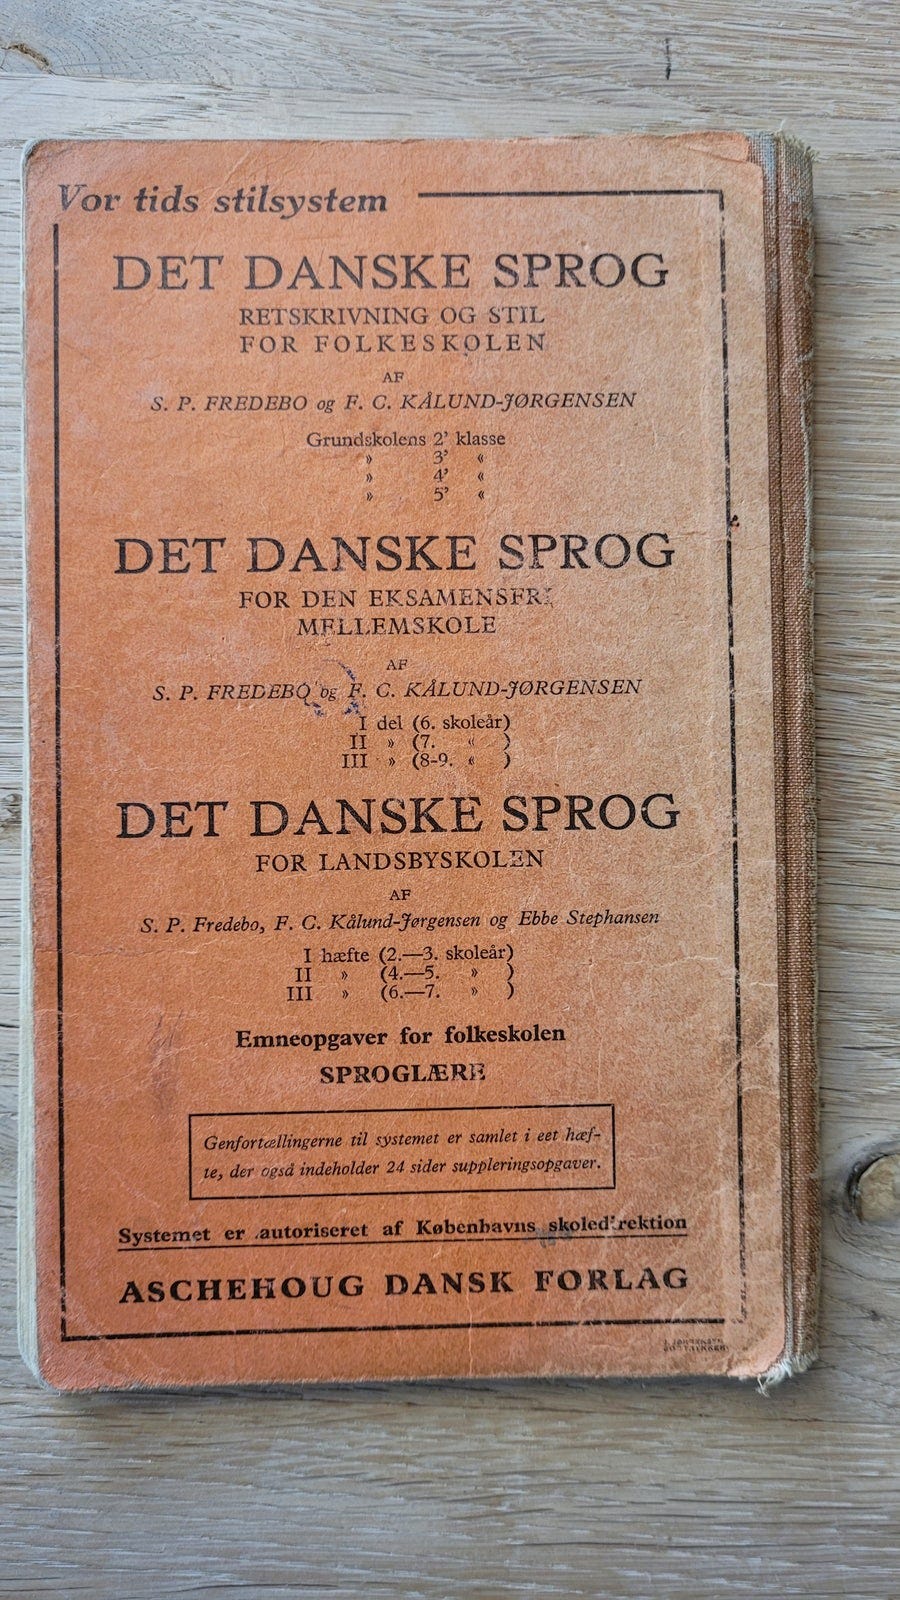 Vor tids stilsystem
DET DANSKE SPROG
RETSKRIVNING OG STIL
FOR FOLKESKOLEN
AF
S. P. FREDEBO og F. C. KÅLUND-JØRGENSEN
Grundskolens 2' klasse
» 3' «
» 4' «
» 5' «
DET DANSKE SPROG
FOR DEN EKSAMENSFRI
MELLEMSKOLE
AF
S. P. FREDEBO og F. C. KÅLUND-JØRGENSEN
I del (6. skoleår)
II » (7. « )
III » (8-9. « )
DET DANSKE SPROG
FOR LANDSBYSKOLEN
AF
S. P. Fredebo, F. C. Kålund-Jørgensen og Ebbe Stephansen
I hæfte (2.—3. skoleår)
II » (4.—5. » )
III » (6.—7. » )
Emneopgaver for folkeskolen
SPROGLÆRE
Genfortællingerne til systemet er samlet i eet hæf-
te, der også indeholder 24 sider suppleringsopgaver.
Systemet er autoriseret af Københavns skoledirektion
ASCHEHOUG DANSK FORLAG